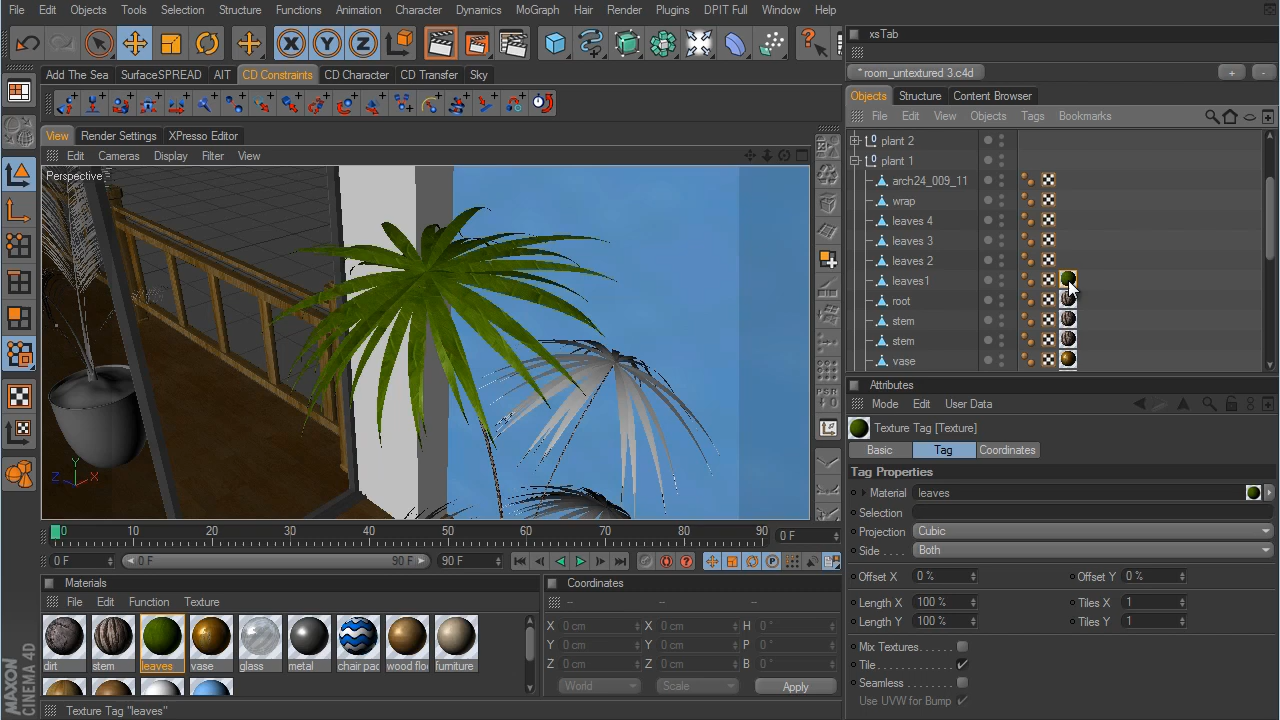 File Edit Objects Tools Selection Structure Functions Animation Character Dynamics MoGraph Hair Render Plugins DPIT Full Window Help
xsTab
* room_untextured 3.c4d + -
Add The Sea SurfaceSPREAD AIT CD Constraints CD Character CD Transfer Sky
Objects Structure Content Browser
File Edit View Objects Tags Bookmarks
View Render Settings XPresso Editor
Edit Cameras Display Filter View
Perspective
plant 2
plant 1
arch24_009_11
wrap
leaves 4
leaves 3
leaves 2
leaves1
root
stem
stem
vase
Attributes
Mode Edit User Data
Texture Tag [Texture]
Basic Tag Coordinates
Tag Properties
Material leaves
Selection
Projection Cubic
Side . . . . Both
Offset X 0 % Offset Y 0 %
Length X 100 % Tiles X 1
Length Y 100 % Tiles Y 1
Mix Textures
Tile
Seamless
Use UVW for Bump
X Y Z
0 10 20 30 40 50 60 70 80 90 0 F
0 F 0 F 90 F 90 F
Materials
File Edit Function Texture
dirt stem leaves vase glass metal chair pad wood floo furniture
Coordinates
-- -- --
X 0 cm X 0 cm H 0 °
Y 0 cm Y 0 cm P 0 °
Z 0 cm Z 0 cm B 0 °
World Scale Apply
MAXON CINEMA 4D
Texture Tag "leaves"